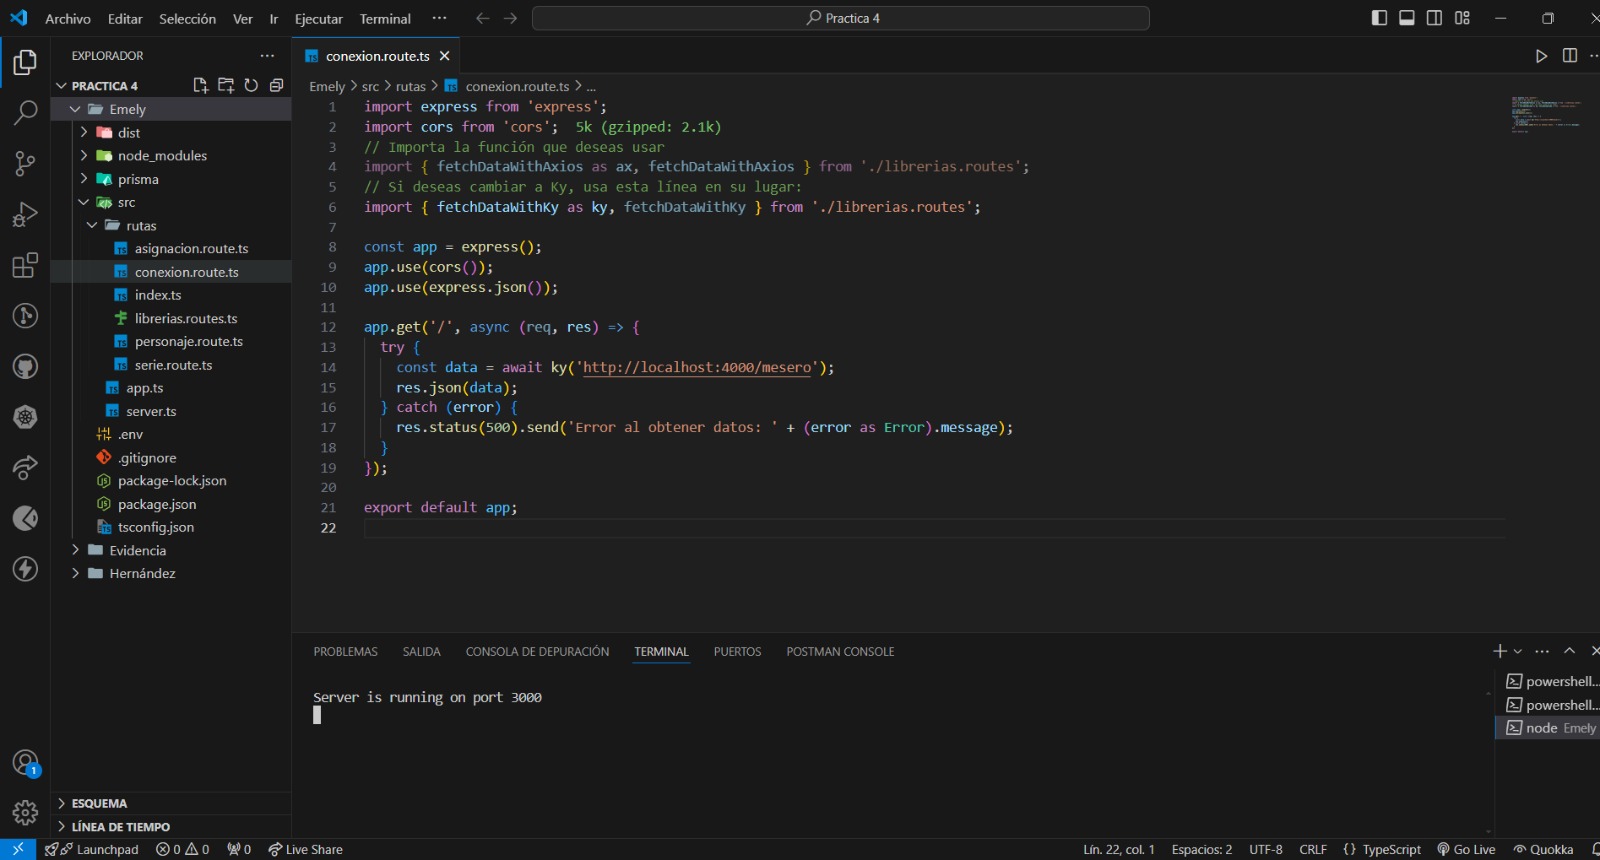 Archivo Editar Selección Ver Ir Ejecutar Terminal ··· Practica 4
EXPLORADOR ···
PRACTICA 4
Emely
dist
node_modules
prisma
src
rutas
asignacion.route.ts
conexion.route.ts
index.ts
librerias.routes.ts
personaje.route.ts
serie.route.ts
app.ts
server.ts
.env
.gitignore
package-lock.json
package.json
tsconfig.json
Evidencia
Hernández
ESQUEMA
LÍNEA DE TIEMPO
conexion.route.ts
Emely > src > rutas > conexion.route.ts > ...
1 import express from 'express';
2 import cors from 'cors'; 5k (gzipped: 2.1k)
3 // Importa la función que deseas usar
4 import { fetchDataWithAxios as ax, fetchDataWithAxios } from './librerias.routes';
5 // Si deseas cambiar a Ky, usa esta línea en su lugar:
6 import { fetchDataWithKy as ky, fetchDataWithKy } from './librerias.routes';
7
8 const app = express();
9 app.use(cors());
10 app.use(express.json());
11
12 app.get('/', async (req, res) => {
13 try {
14 const data = await ky('http://localhost:4000/mesero');
15 res.json(data);
16 } catch (error) {
17 res.status(500).send('Error al obtener datos: ' + (error as Error).message);
18 }
19 });
20
21 export default app;
22
PROBLEMAS SALIDA CONSOLA DE DEPURACIÓN TERMINAL PUERTOS POSTMAN CONSOLE
Server is running on port 3000
powershell...
powershell...
node Emely
1
Launchpad 0 0 0 Live Share Lín. 22, col. 1 Espacios: 2 UTF-8 CRLF {} TypeScript Go Live Quokka